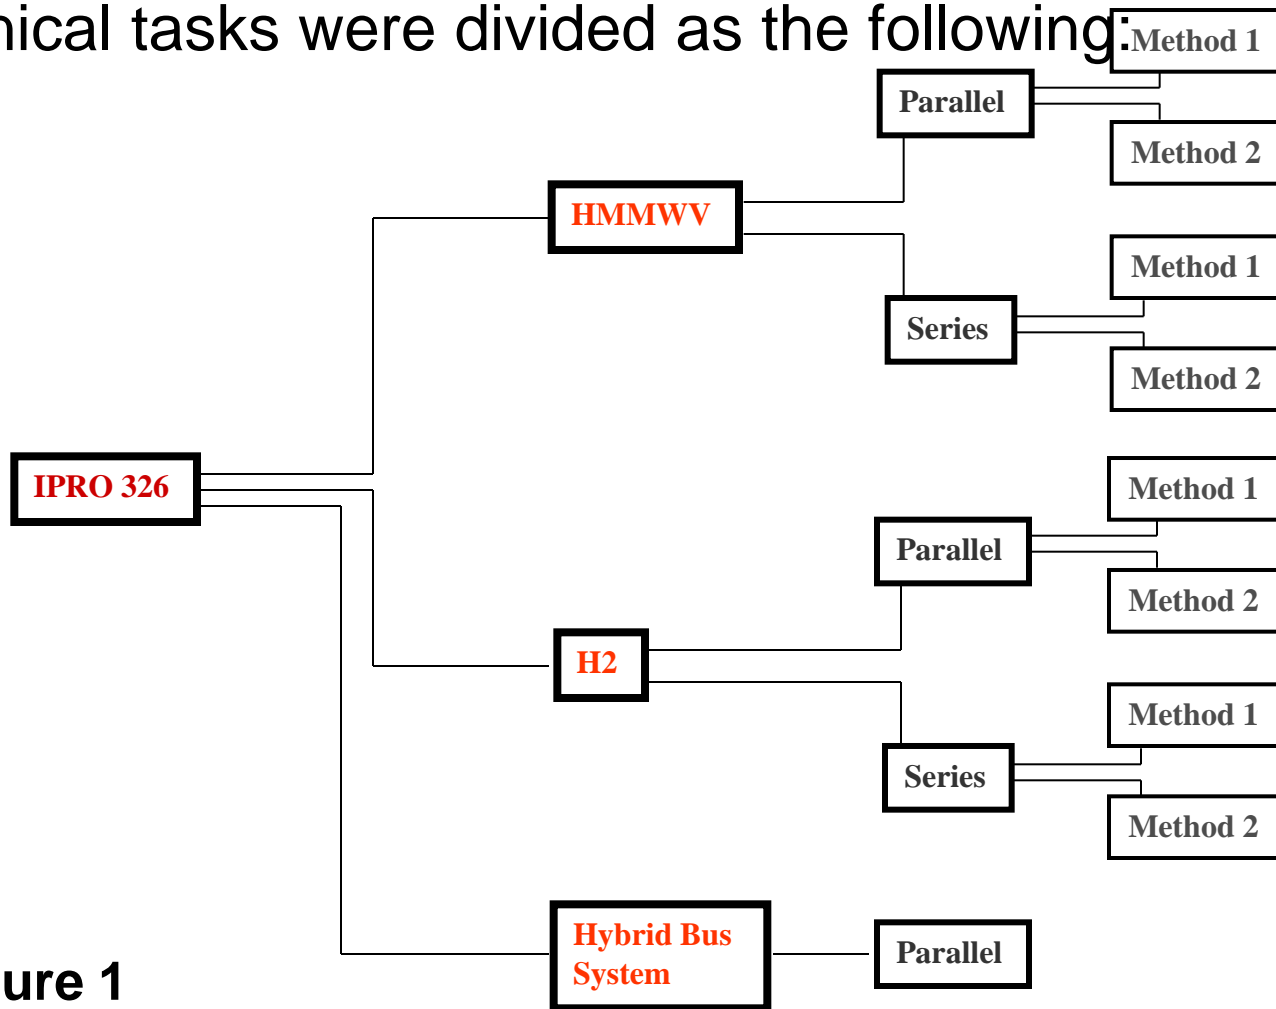 nical tasks were divided as the following:
Method 1
Parallel
Method 2
HMMWV
Method 1
Series
Method 2
IPRO 326
Method 1
Parallel
Method 2
H2
Method 1
Series
Method 2
Hybrid Bus
System
Parallel
ure 1